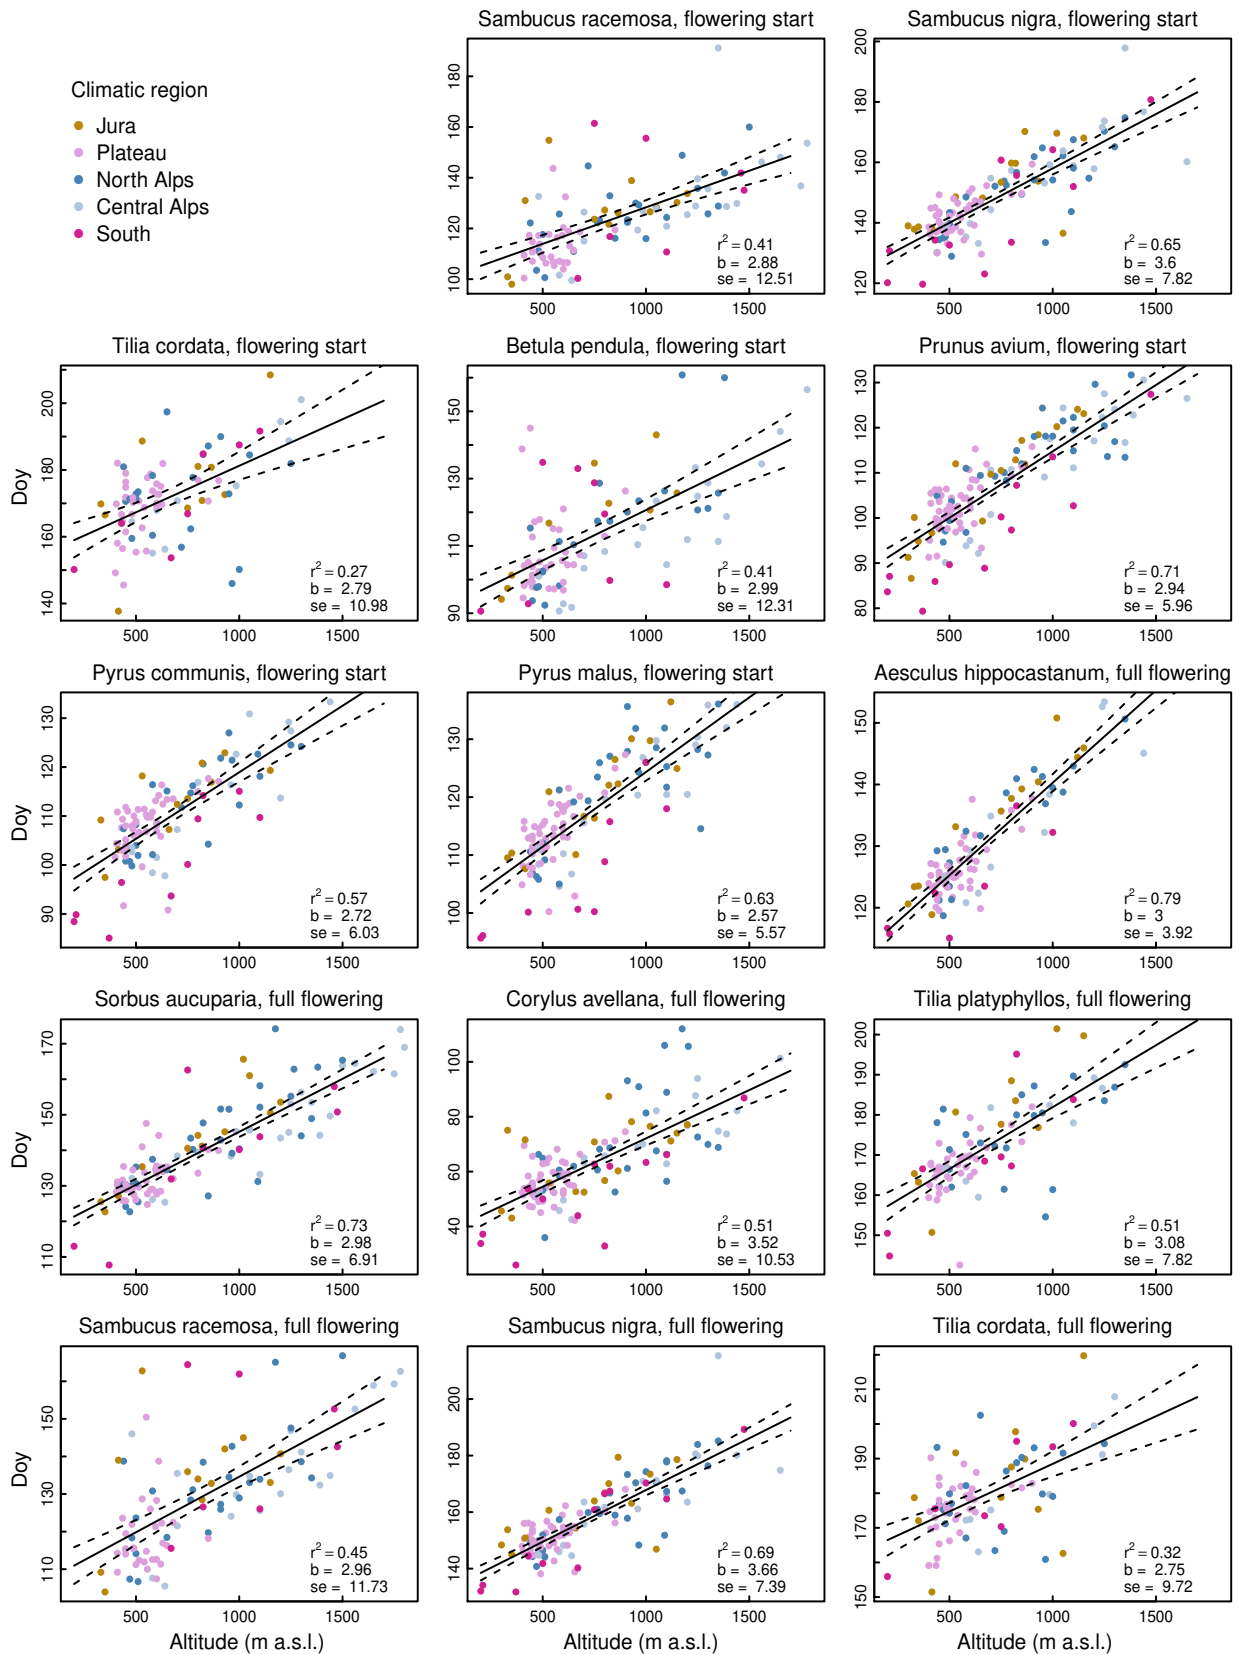 Sambucus racemosa, flowering start
Sambucus nigra, flowering start
Climatic region
Jura
Plateau
North Alps
Central Alps
South
100 120 140 160 180
r² = 0.41
b = 2.88
se = 12.51
500 1000 1500
120 140 160 180 200
r² = 0.65
b = 3.6
se = 7.82
500 1000 1500
Tilia cordata, flowering start
Betula pendula, flowering start
Prunus avium, flowering start
Doy
140 160 180 200
r² = 0.27
b = 2.79
se = 10.98
500 1000 1500
90 110 130 150
r² = 0.41
b = 2.99
se = 12.31
500 1000 1500
80 90 100 110 120 130
r² = 0.71
b = 2.94
se = 5.96
500 1000 1500
Pyrus communis, flowering start
Pyrus malus, flowering start
Aesculus hippocastanum, full flowering
Doy
90 100 110 120 130
r² = 0.57
b = 2.72
se = 6.03
500 1000 1500
100 110 120 130
r² = 0.63
b = 2.57
se = 5.57
500 1000 1500
120 130 140 150
r² = 0.79
b = 3
se = 3.92
500 1000 1500
Sorbus aucuparia, full flowering
Corylus avellana, full flowering
Tilia platyphyllos, full flowering
Doy
110 130 150 170
r² = 0.73
b = 2.98
se = 6.91
500 1000 1500
40 60 80 100
r² = 0.51
b = 3.52
se = 10.53
500 1000 1500
150 160 170 180 190 200
r² = 0.51
b = 3.08
se = 7.82
500 1000 1500
Sambucus racemosa, full flowering
Sambucus nigra, full flowering
Tilia cordata, full flowering
Doy
110 130 150
r² = 0.45
b = 2.96
se = 11.73
500 1000 1500
Altitude (m a.s.l.)
140 160 180 200
r² = 0.69
b = 3.66
se = 7.39
500 1000 1500
Altitude (m a.s.l.)
150 170 190 210
r² = 0.32
b = 2.75
se = 9.72
500 1000 1500
Altitude (m a.s.l.)